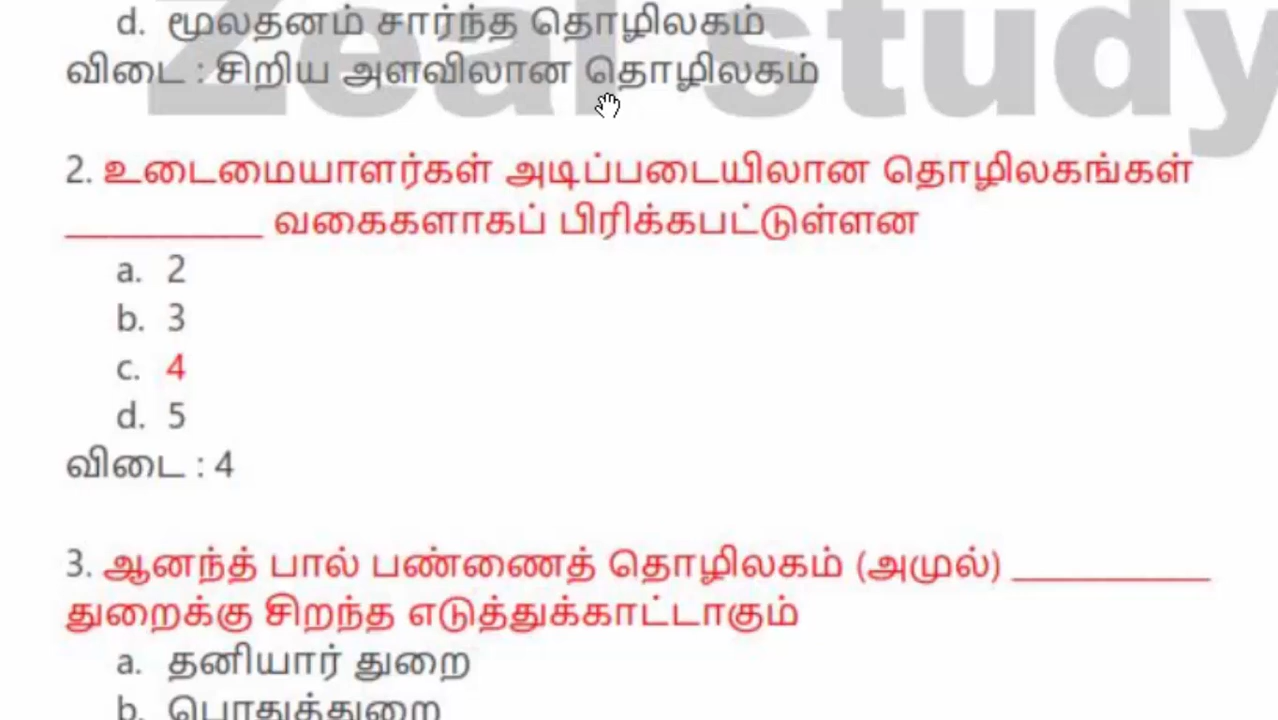 d. மூலதனம் சார்ந்த தொழிலகம்
Zeal study
விடை : சிறிய அளவிலான தொழிலகம்
2. உடைமையாளர்கள் அடிப்படையிலான தொழிலகங்கள்
__________ வகைகளாகப் பிரிக்கபட்டுள்ளன
a. 2
b. 3
c. 4
d. 5
விடை : 4
3. ஆனந்த் பால் பண்ணைத் தொழிலகம் (அமுல்) __________
துறைக்கு சிறந்த எடுத்துக்காட்டாகும்
a. தனியார் துறை
b. பொதுத்துறை